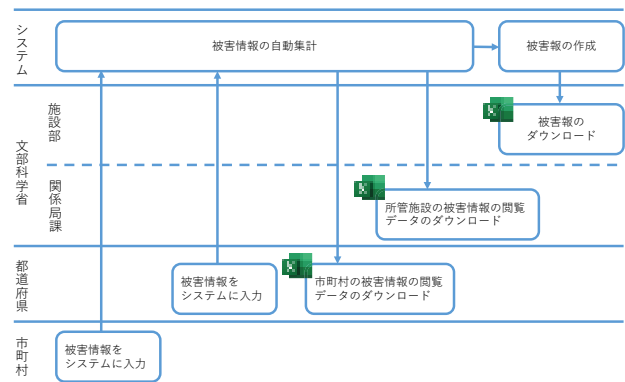 システム
被害情報の自動集計
被害報の作成
文部科学省
施設部
被害報の
ダウンロード
関係局課
所管施設の被害情報の閲覧
データのダウンロード
都道府県
被害情報を
システムに入力
市町村の被害情報の閲覧
データのダウンロード
市町村
被害情報を
システムに入力